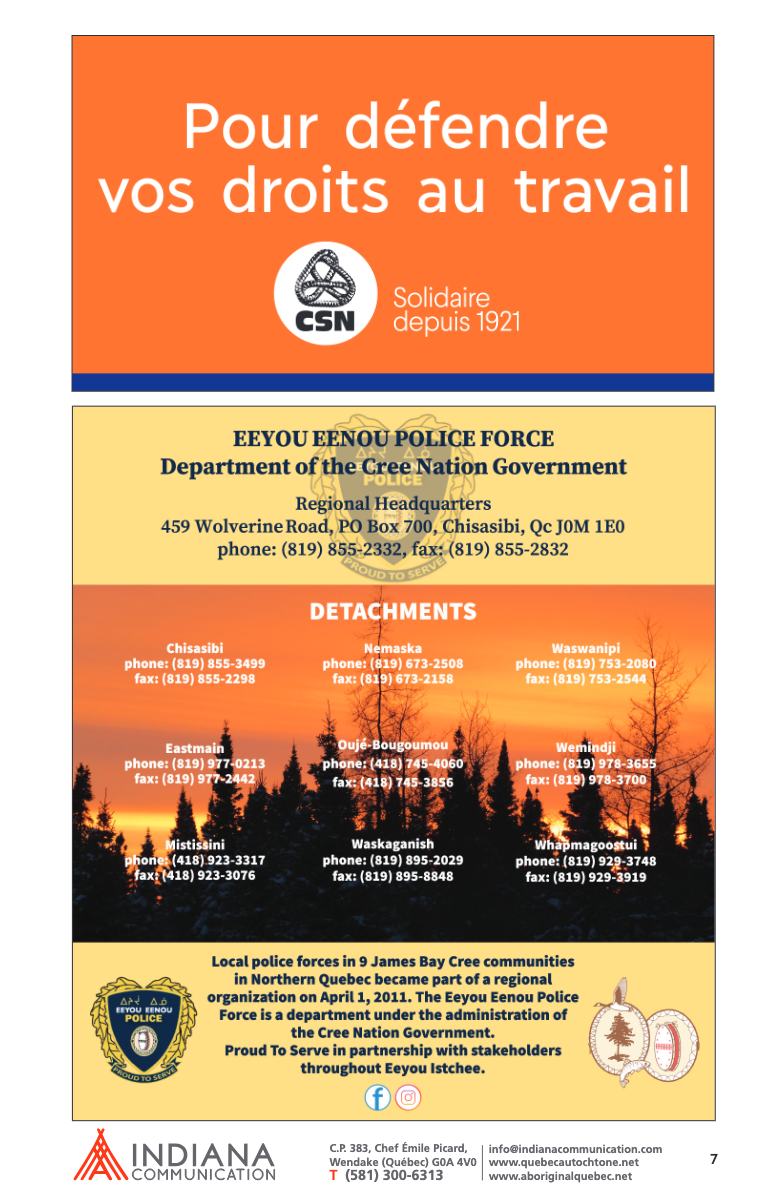 Pour défendre
vos droits au travail
CSN
Solidaire
depuis 1921
EEYOU EENOU POLICE FORCE
Department of the Cree Nation Government
Regional Headquarters
459 Wolverine Road, PO Box 700, Chisasibi, Qc J0M 1E0
phone: (819) 855-2332, fax: (819) 855-2832
PROUD TO SERVE
DETACHMENTS
Chisasibi
phone: (819) 855-3499
fax: (819) 855-2298
Nemaska
phone: (819) 673-2508
fax: (819) 673-2158
Waswanipi
phone: (819) 753-2080
fax: (819) 753-2544
Eastmain
phone: (819) 977-0213
fax: (819) 977-2442
Oujé-Bougoumou
phone: (418) 745-4060
fax: (418) 745-3856
Wemindji
phone: (819) 978-3655
fax: (819) 978-3700
Mistissini
phone: (418) 923-3317
fax: (418) 923-3076
Waskaganish
phone: (819) 895-2029
fax: (819) 895-8848
Whapmagoostui
phone: (819) 929-3748
fax: (819) 929-3919
Local police forces in 9 James Bay Cree communities
in Northern Quebec became part of a regional
organization on April 1, 2011. The Eeyou Eenou Police
Force is a department under the administration of
the Cree Nation Government.
Proud To Serve in partnership with stakeholders
throughout Eeyou Istchee.
EEYOU EENOU
POLICE
PROUD TO SERVE
INDIANA
COMMUNICATION
C.P. 383, Chef Émile Picard,
Wendake (Québec) G0A 4V0
T (581) 300-6313
info@indianacommunication.com
www.quebecautochtone.net
www.aboriginalquebec.net
7